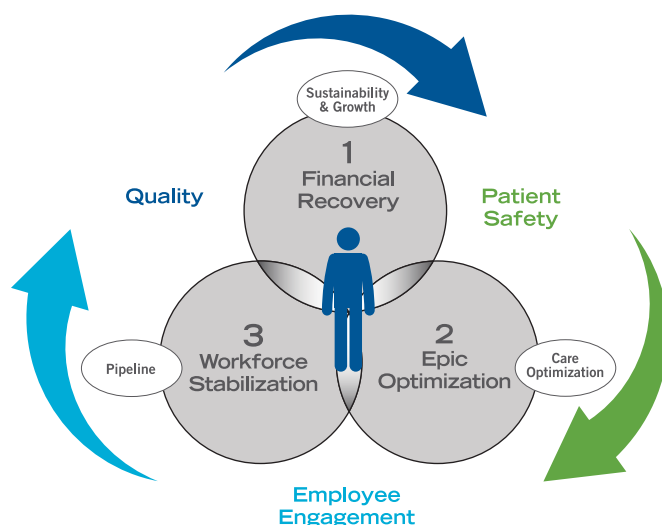 Sustainability
& Growth
1
Financial
Recovery
Quality
Patient
Safety
3
Workforce
Stabilization
2
Epic
Optimization
Pipeline
Care
Optimization
Employee
Engagement